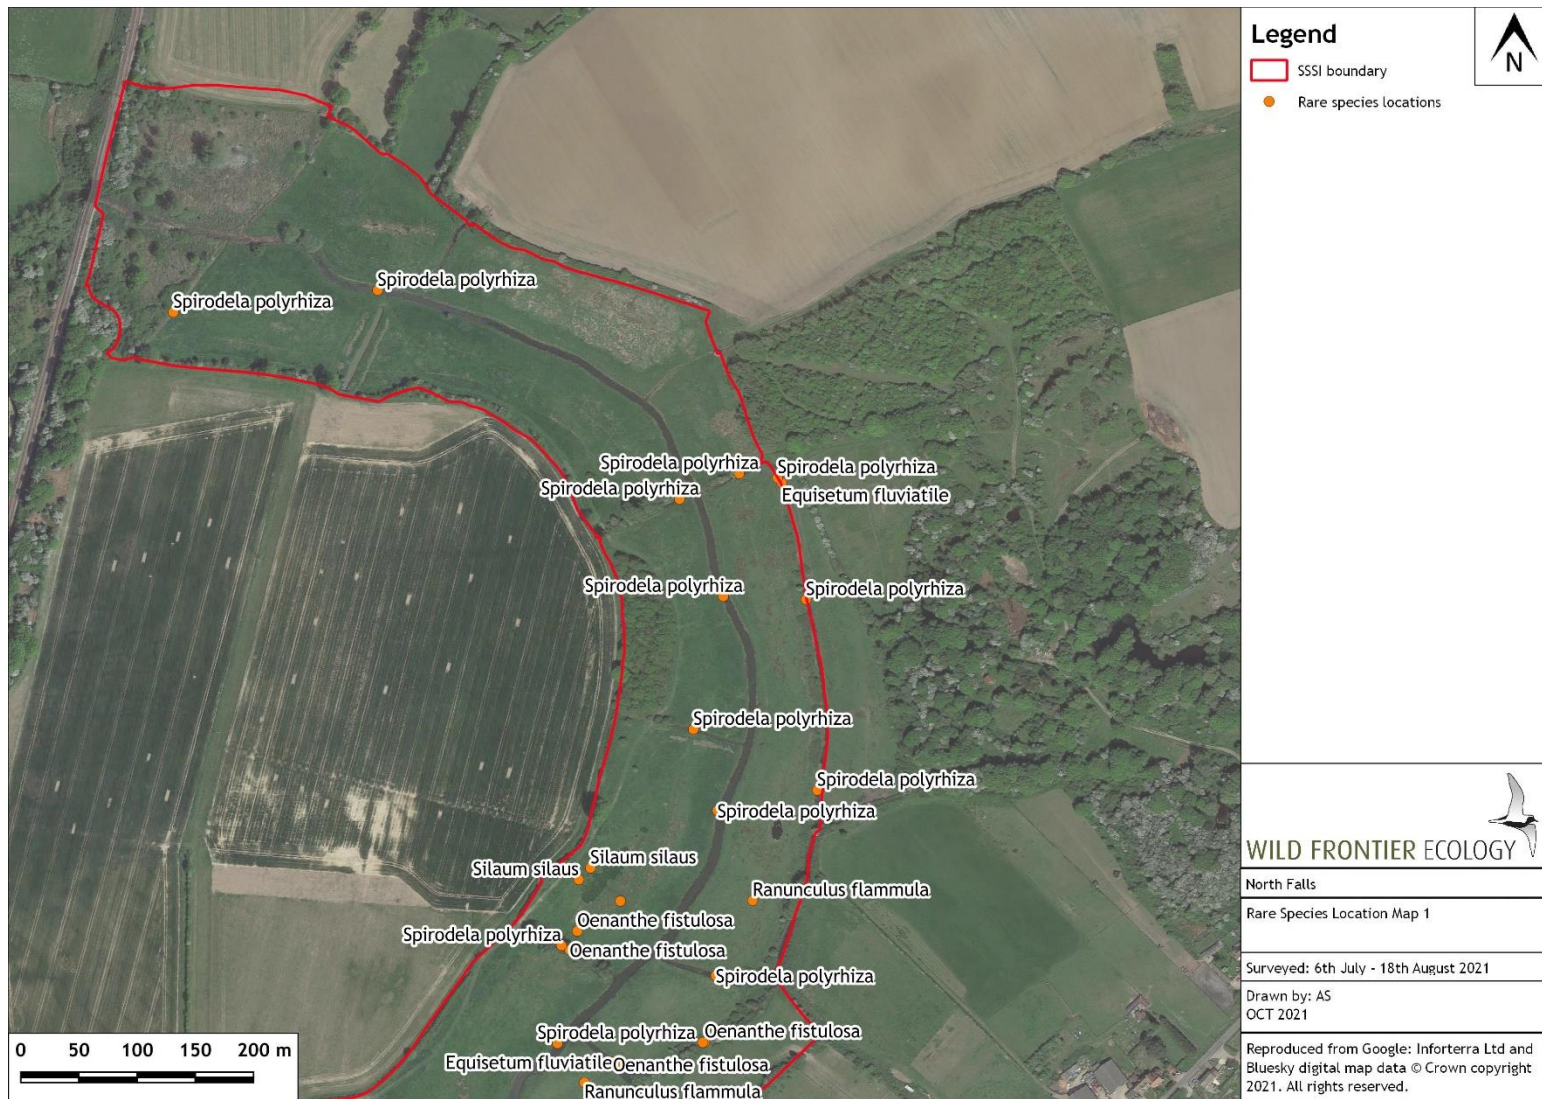 Legend
N
SSSI boundary
Rare species locations
Spirodela polyrhiza
Spirodela polyrhiza
Spirodela polyrhiza
Spirodela polyrhiza
Spirodela polyrhiza
Equisetum fluviatile
Spirodela polyrhiza
Spirodela polyrhiza
Spirodela polyrhiza
Spirodela polyrhiza
Spirodela polyrhiza
Silaum silaus
Silaum silaus
Ranunculus flammula
Oenanthe fistulosa
Spirodela polyrhiza
Oenanthe fistulosa
Spirodela polyrhiza
Spirodela polyrhiza
Oenanthe fistulosa
Equisetum fluviatile
Oenanthe fistulosa
Ranunculus flammula
0 50 100 150 200 m
WILD FRONTIER ECOLOGY
North Falls
Rare Species Location Map 1
Surveyed: 6th July - 18th August 2021
Drawn by: AS
OCT 2021
Reproduced from Google: Inforterra Ltd and
Bluesky digital map data © Crown copyright
2021. All rights reserved.